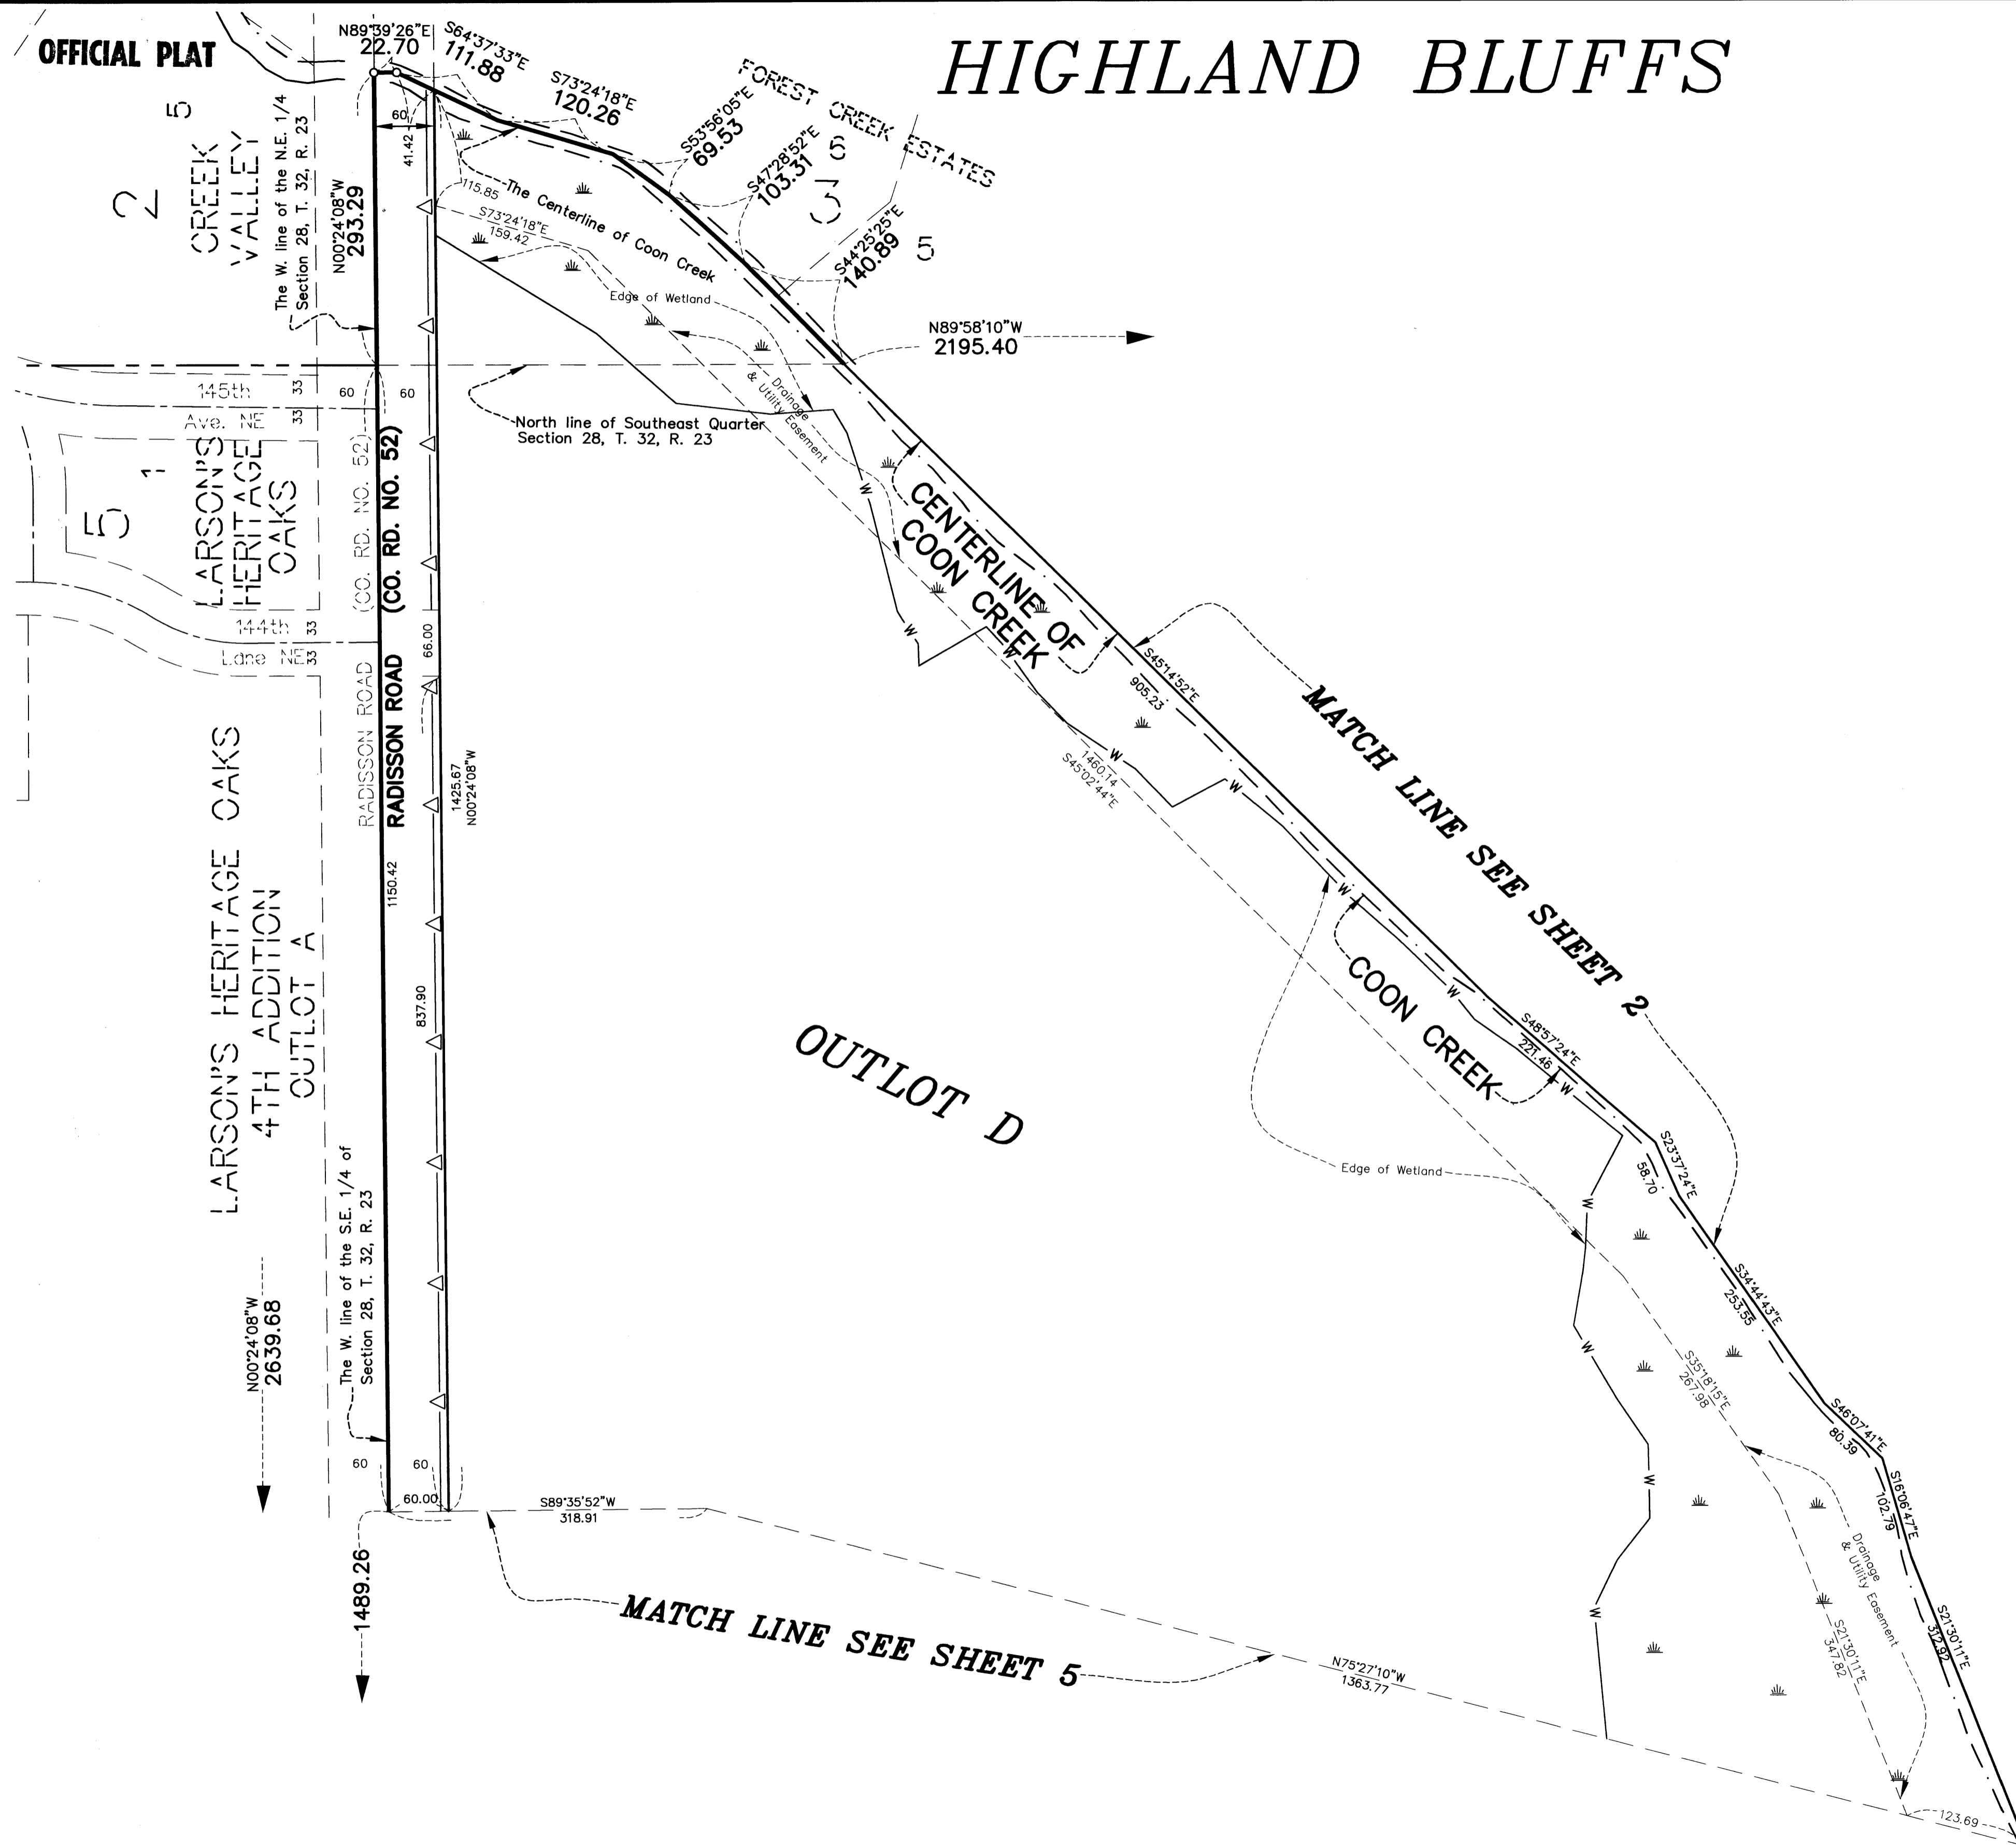 OFFICIAL PLAT
HIGHLAND BLUFFS
N89°39'26"E
22.70
S64°37'33"E
111.88
S73°24'18"E
120.26
S53°56'05"E
69.53
S47°28'52"E
103.31
S44°25'25"E
140.89
FOREST CREEK ESTATES
6
3
5
5
2
CREEK
VALLEY
The W. line of the N.E. 1/4
Section 28, T. 32, R. 23
N00°24'08"W
293.29
60
41.42
115.85
S73°24'18"E
159.42
The Centerline of Coon Creek
Edge of Wetland
N89°58'10"W
2195.40
Drainage
& Utility Easement
North line of Southeast Quarter
Section 28, T. 32, R. 23
145th
Ave. NE
33
33
60
60
1
5
LARSON'S
HERITAGE
OAKS
144th
Lane NE
33
33
RADISSON ROAD (CO. RD. NO. 52)
RADISSON ROAD (CO. RD. NO. 52)
66.00
1425.67
N00°24'08"W
1150.42
837.90
CENTERLINE OF
COON CREEK
W
W
W
W
W
W
W
W
W
W
W
W
S45°14'52"E
905.23
1460.14
S45°02'44"E
MATCH LINE SEE SHEET 2
COON CREEK
S48°57'24"E
221.46
S23°37'24"E
58.70
Edge of Wetland
OUTLOT D
LARSON'S HERITAGE OAKS
4TH ADDITION
OUTLOT A
The W. line of the S.E. 1/4 of
Section 28, T. 32, R. 23
N00°24'08"W
2639.68
S34°44'43"E
253.55
S35°18'15"E
267.98
S46°07'41"E
80.39
S16°06'47"E
102.79
Drainage
& Utility Easement
S21°30'11"E
312.92
S21°30'11"E
347.82
60
60
60.00
S89°35'52"W
318.91
1489.26
MATCH LINE SEE SHEET 5
N75°27'10"W
1363.77
123.69